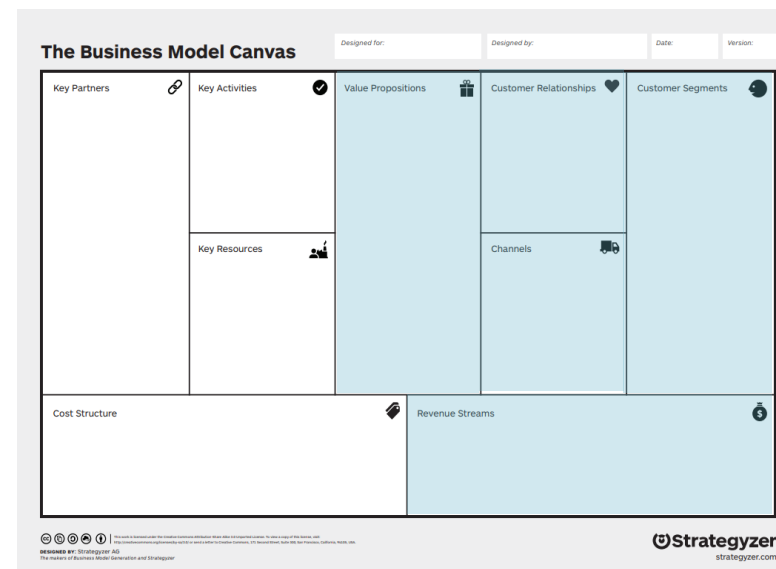 The Business Model Canvas
Designed for:
Designed by:
Date:
Version:
Key Partners
Key Activities
Value Propositions
Customer Relationships
Customer Segments
Key Resources
Channels
Cost Structure
Revenue Streams
DESIGNED BY: Strategyzer AG
The makers of Business Model Generation and Strategyzer
Strategyzer
strategyzer.com